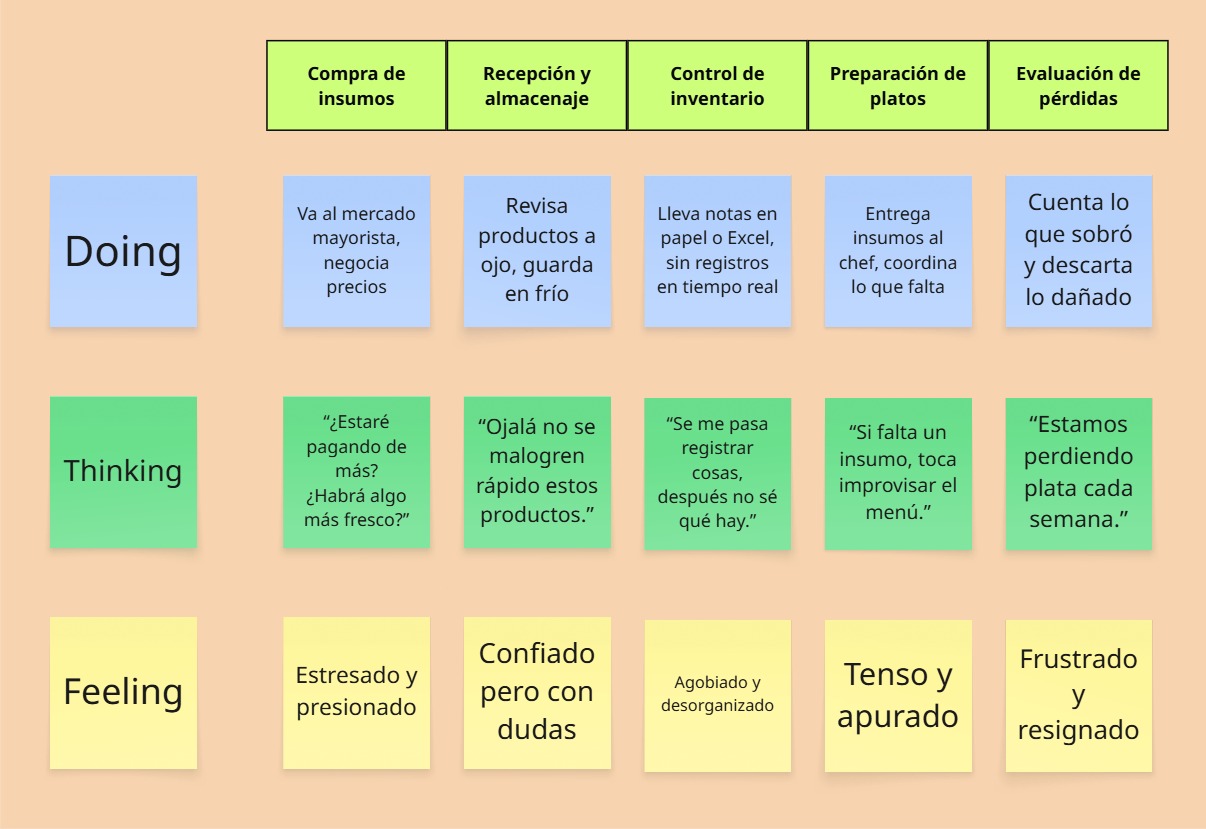 Compra de
insumos
Recepción y
almacenaje
Control de
inventario
Preparación de
platos
Evaluación de
pérdidas
Doing
Va al mercado
mayorista,
negocia
precios
Revisa
productos a
ojo, guarda
en frío
Lleva notas en
papel o Excel,
sin registros
en tiempo real
Entrega
insumos al
chef, coordina
lo que falta
Cuenta lo
que sobró
y descarta
lo dañado
Thinking
“¿Estaré
pagando de
más?
¿Habrá algo
más fresco?”
“Ojalá no se
malogren
rápido estos
productos.”
“Se me pasa
registrar
cosas,
después no sé
qué hay.”
“Si falta un
insumo, toca
improvisar el
menú.”
“Estamos
perdiendo
plata cada
semana.”
Feeling
Estresado y
presionado
Confiado
pero con
dudas
Agobiado y
desorganizado
Tenso y
apurado
Frustrado
y
resignado